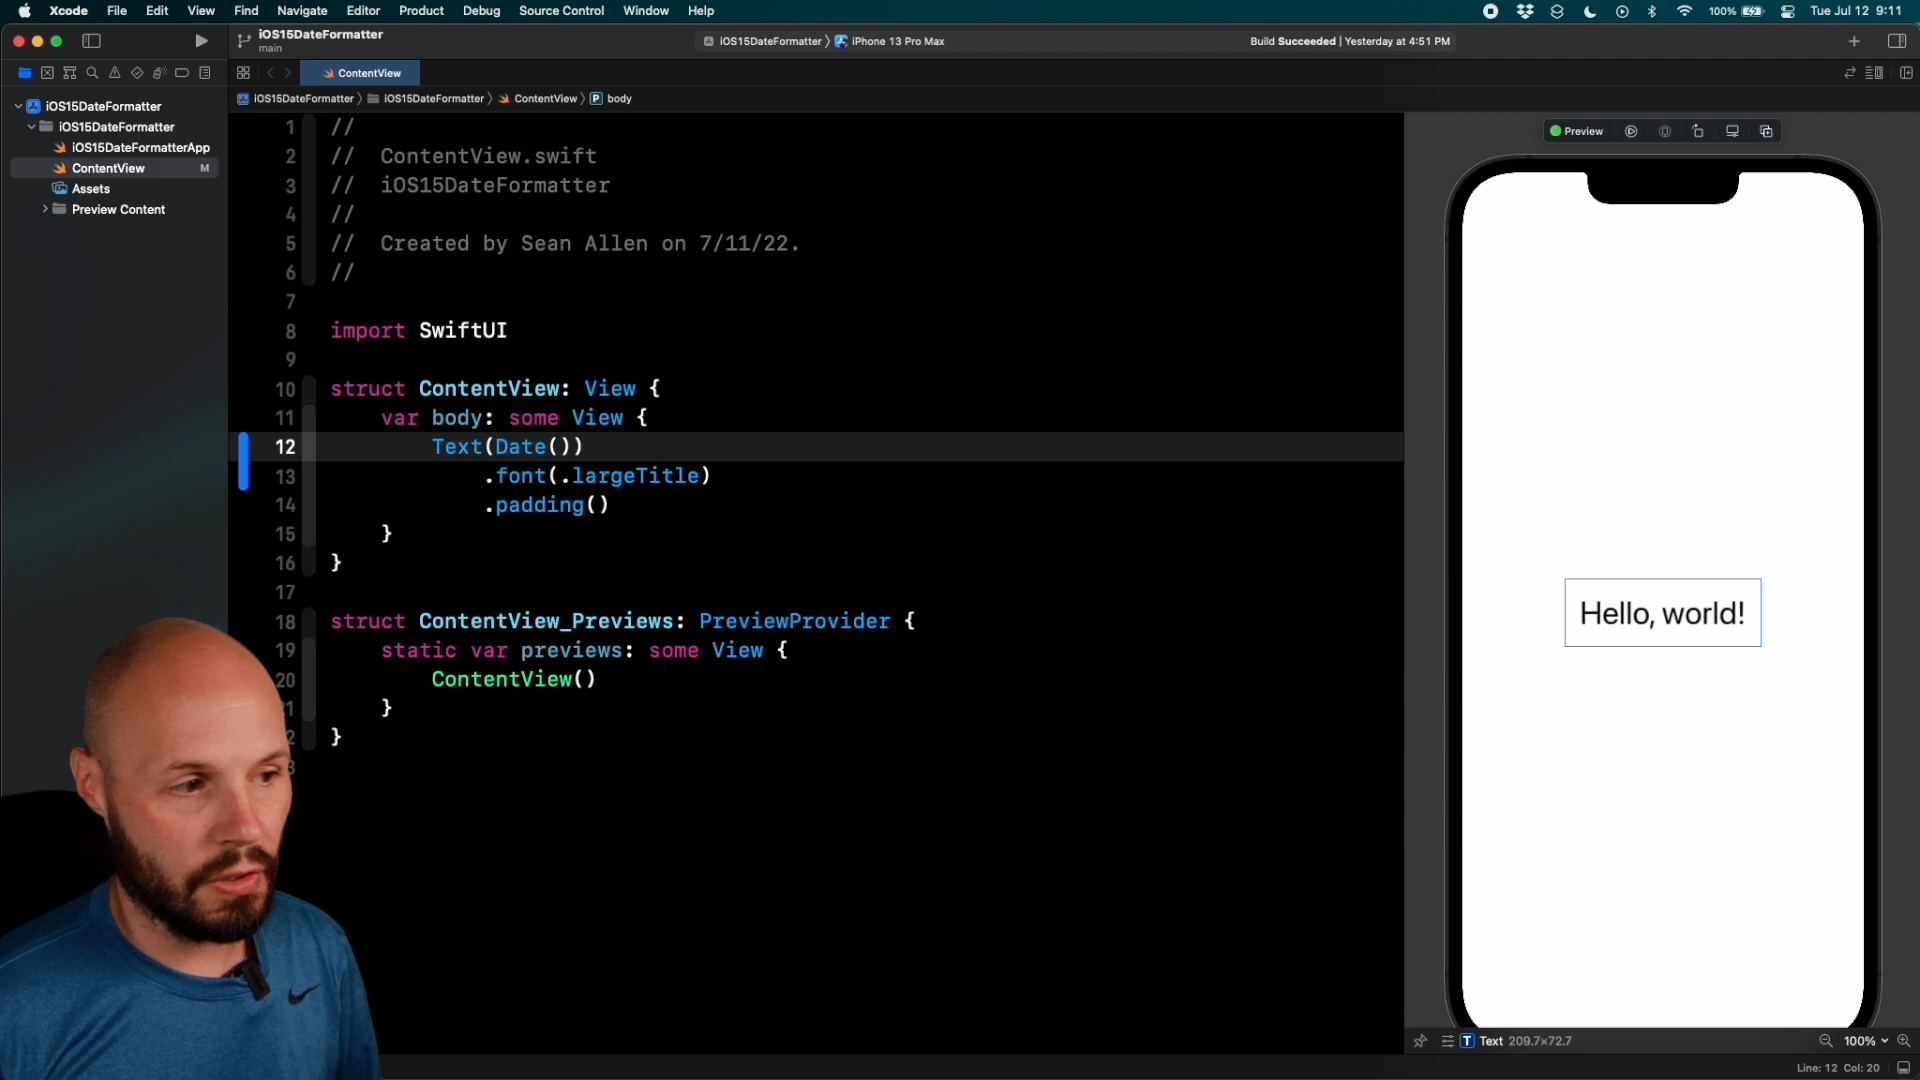 Xcode File Edit View Find Navigate Editor Product Debug Source Control Window Help 100% Tue Jul 12 9:11
iOS15DateFormatter
main
iOS15DateFormatter iPhone 13 Pro Max Build Succeeded | Yesterday at 4:51 PM
ContentView
iOS15DateFormatter iOS15DateFormatter ContentView P body
iOS15DateFormatter
iOS15DateFormatter
iOS15DateFormatterApp
ContentView M
Assets
Preview Content
1 //
2 // ContentView.swift
3 // iOS15DateFormatter
4 //
5 // Created by Sean Allen on 7/11/22.
6 //
7
8 import SwiftUI
9
10 struct ContentView: View {
11 var body: some View {
12 Text(Date())
13 .font(.largeTitle)
14 .padding()
15 }
16 }
17
18 struct ContentView_Previews: PreviewProvider {
19 static var previews: some View {
20 ContentView()
1 }
2 }
3
Preview
Hello, world!
T Text 209.7×72.7 100%
Line: 12 Col: 20